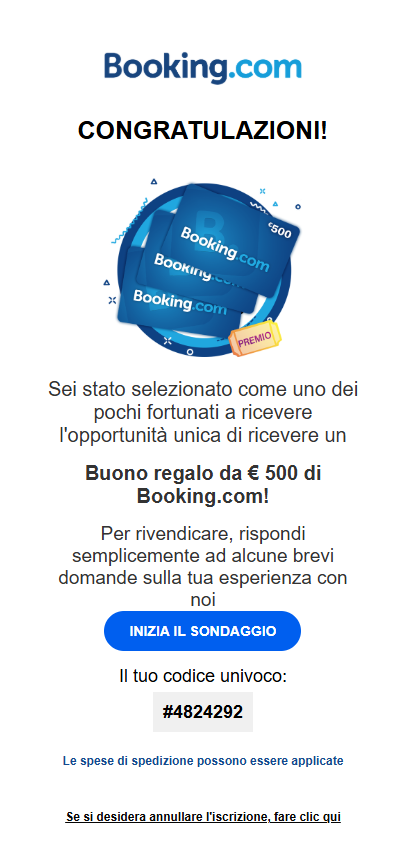 Booking.com
CONGRATULAZIONI!
€500
Booking.com
Booking.com
Booking.com
PREMIO
Sei stato selezionato come uno dei
pochi fortunati a ricevere
l'opportunità unica di ricevere un
Buono regalo da € 500 di
Booking.com!
Per rivendicare, rispondi
semplicemente ad alcune brevi
domande sulla tua esperienza con
noi
INIZIA IL SONDAGGIO
Il tuo codice univoco:
#4824292
Le spese di spedizione possono essere applicate
Se si desidera annullare l'iscrizione, fare clic qui